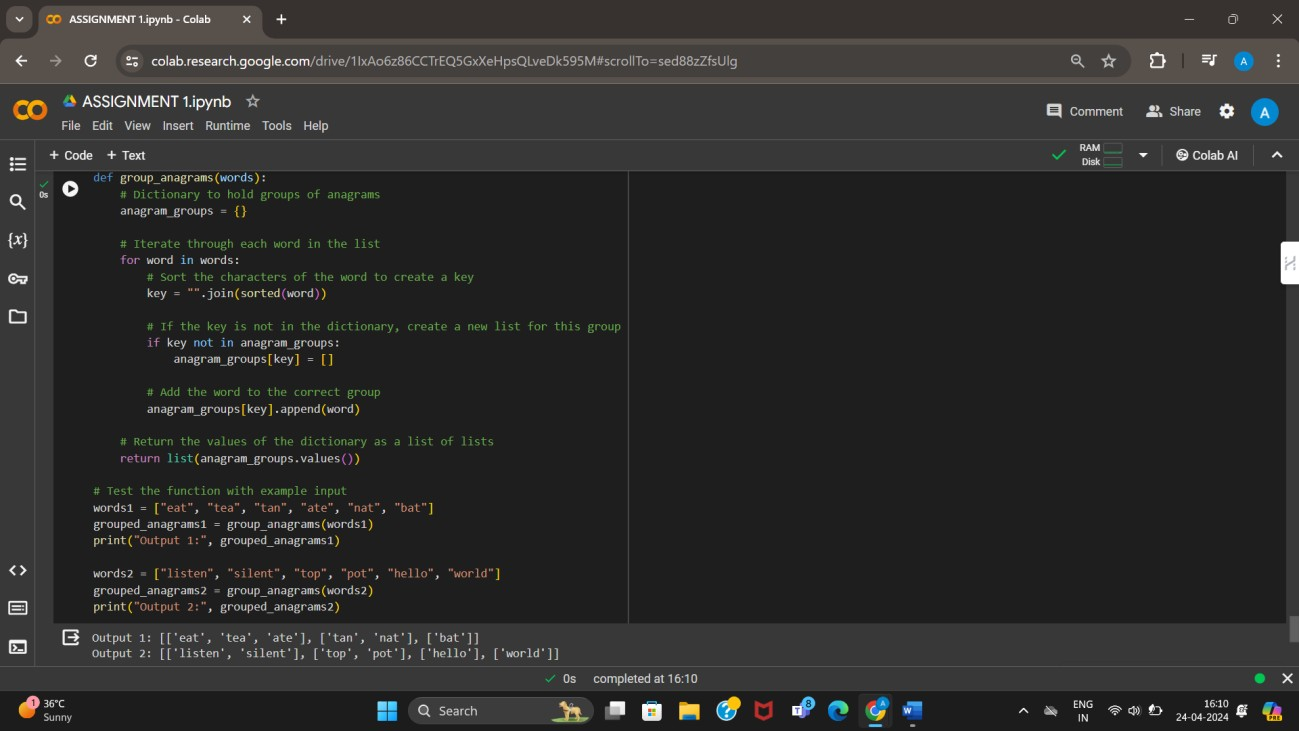 ASSIGNMENT 1.ipynb - Colab
colab.research.google.com/drive/1IxAo6z86CCTrEQ5GxXeHpsQLveDk595M#scrollTo=sed88zZfsUlg
A
CO
ASSIGNMENT 1.ipynb
Comment
Share
A
File Edit View Insert Runtime Tools Help
+ Code + Text
RAM
Disk
Colab AI
0s
{x}
def group_anagrams(words):
    # Dictionary to hold groups of anagrams
    anagram_groups = {}
    # Iterate through each word in the list
    for word in words:
        # Sort the characters of the word to create a key
        key = "".join(sorted(word))
        # If the key is not in the dictionary, create a new list for this group
        if key not in anagram_groups:
            anagram_groups[key] = []
        # Add the word to the correct group
        anagram_groups[key].append(word)
    # Return the values of the dictionary as a list of lists
    return list(anagram_groups.values())
# Test the function with example input
words1 = ["eat", "tea", "tan", "ate", "nat", "bat"]
grouped_anagrams1 = group_anagrams(words1)
print("Output 1:", grouped_anagrams1)
words2 = ["listen", "silent", "top", "pot", "hello", "world"]
grouped_anagrams2 = group_anagrams(words2)
print("Output 2:", grouped_anagrams2)
Output 1: [['eat', 'tea', 'ate'], ['tan', 'nat'], ['bat']]
Output 2: [['listen', 'silent'], ['top', 'pot'], ['hello'], ['world']]
0s completed at 16:10
1
36°C
Sunny
Search
8
ENG
IN
16:10
24-04-2024